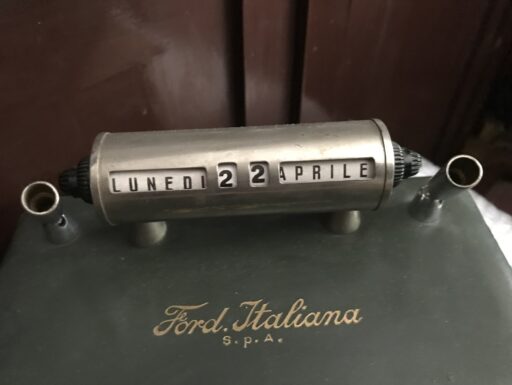 LUNEDI 22 APRILE
Ford. Italiana
S.p.A.